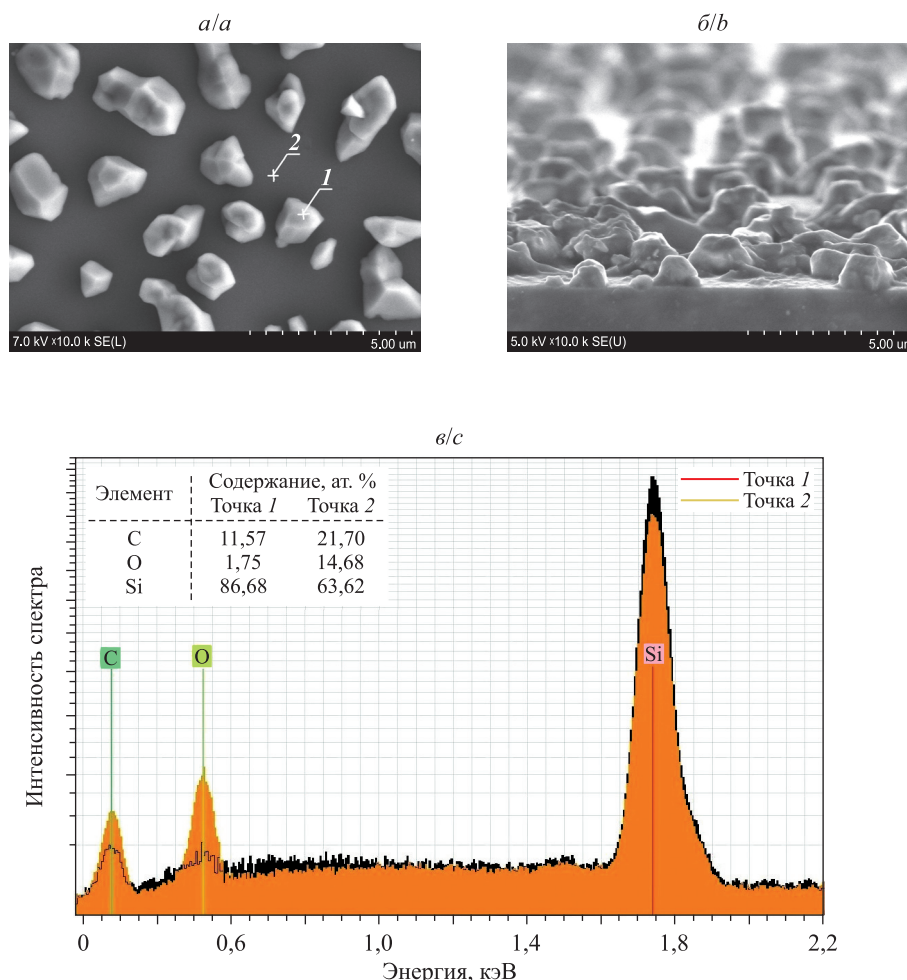 а/a
б/b
2
1
7.0 kV x10.0 k SE(L) 5.00 um
5.0 kV x10.0 k SE(U) 5.00 um
в/c
Элемент
Содержание, ат. %
Точка 1 Точка 2
C 11,57 21,70
O 1,75 14,68
Si 86,68 63,62
Точка 1
Точка 2
C
O
Si
Интенсивность спектра
0 0,6 1,0 1,4 1,8 2,2
Энергия, кэВ